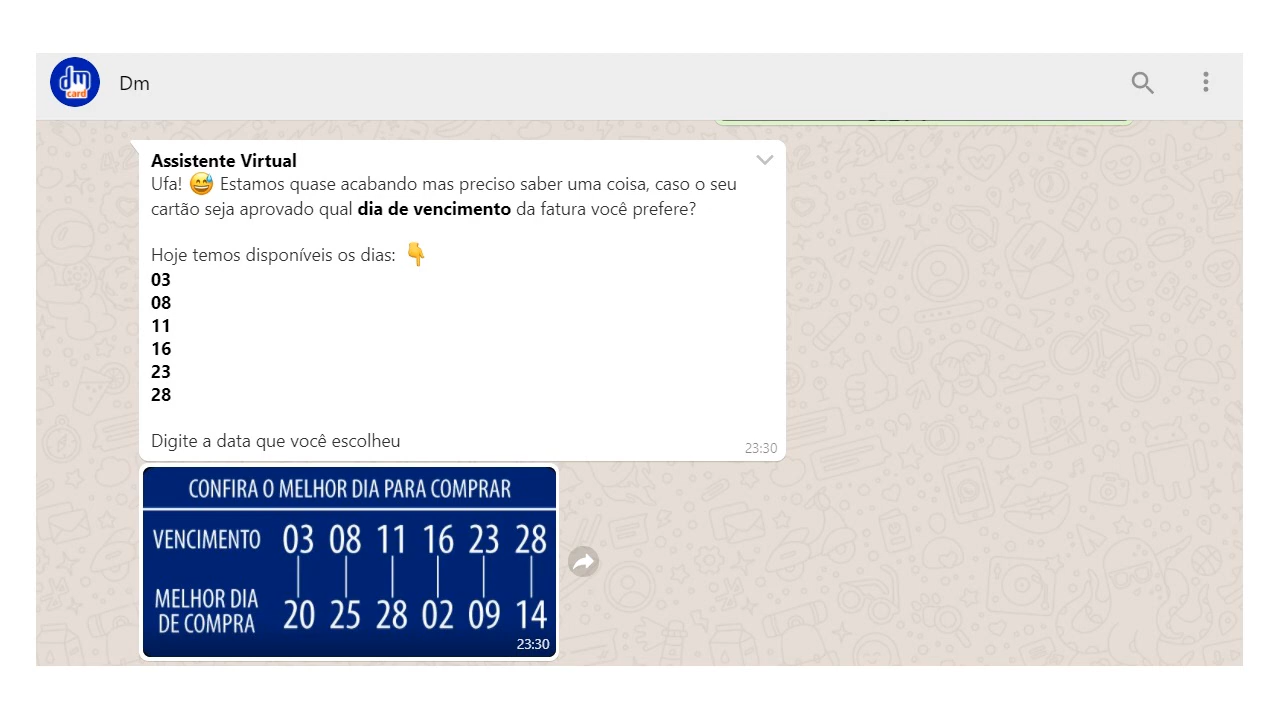 dm
card
Dm
Assistente Virtual
Ufa! 😅 Estamos quase acabando mas preciso saber uma coisa, caso o seu
cartão seja aprovado qual dia de vencimento da fatura você prefere?
Hoje temos disponíveis os dias: 👇
03
08
11
16
23
28
Digite a data que você escolheu
23:30
CONFIRA O MELHOR DIA PARA COMPRAR
VENCIMENTO 03 08 11 16 23 28
MELHOR DIA
DE COMPRA 20 25 28 02 09 14
23:30